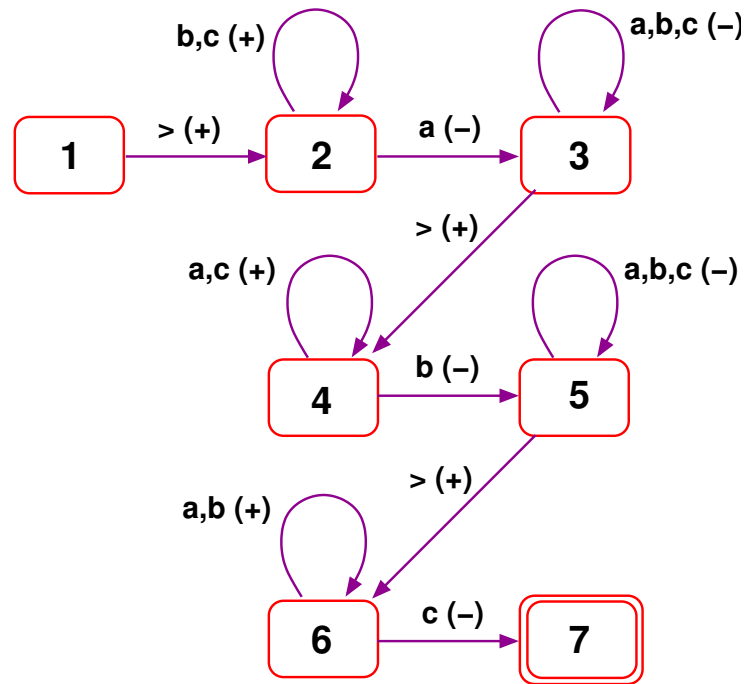 b,c (+)
a,b,c (−)
1
> (+)
2
a (−)
3
> (+)
a,c (+)
a,b,c (−)
4
b (−)
5
> (+)
a,b (+)
6
c (−)
7